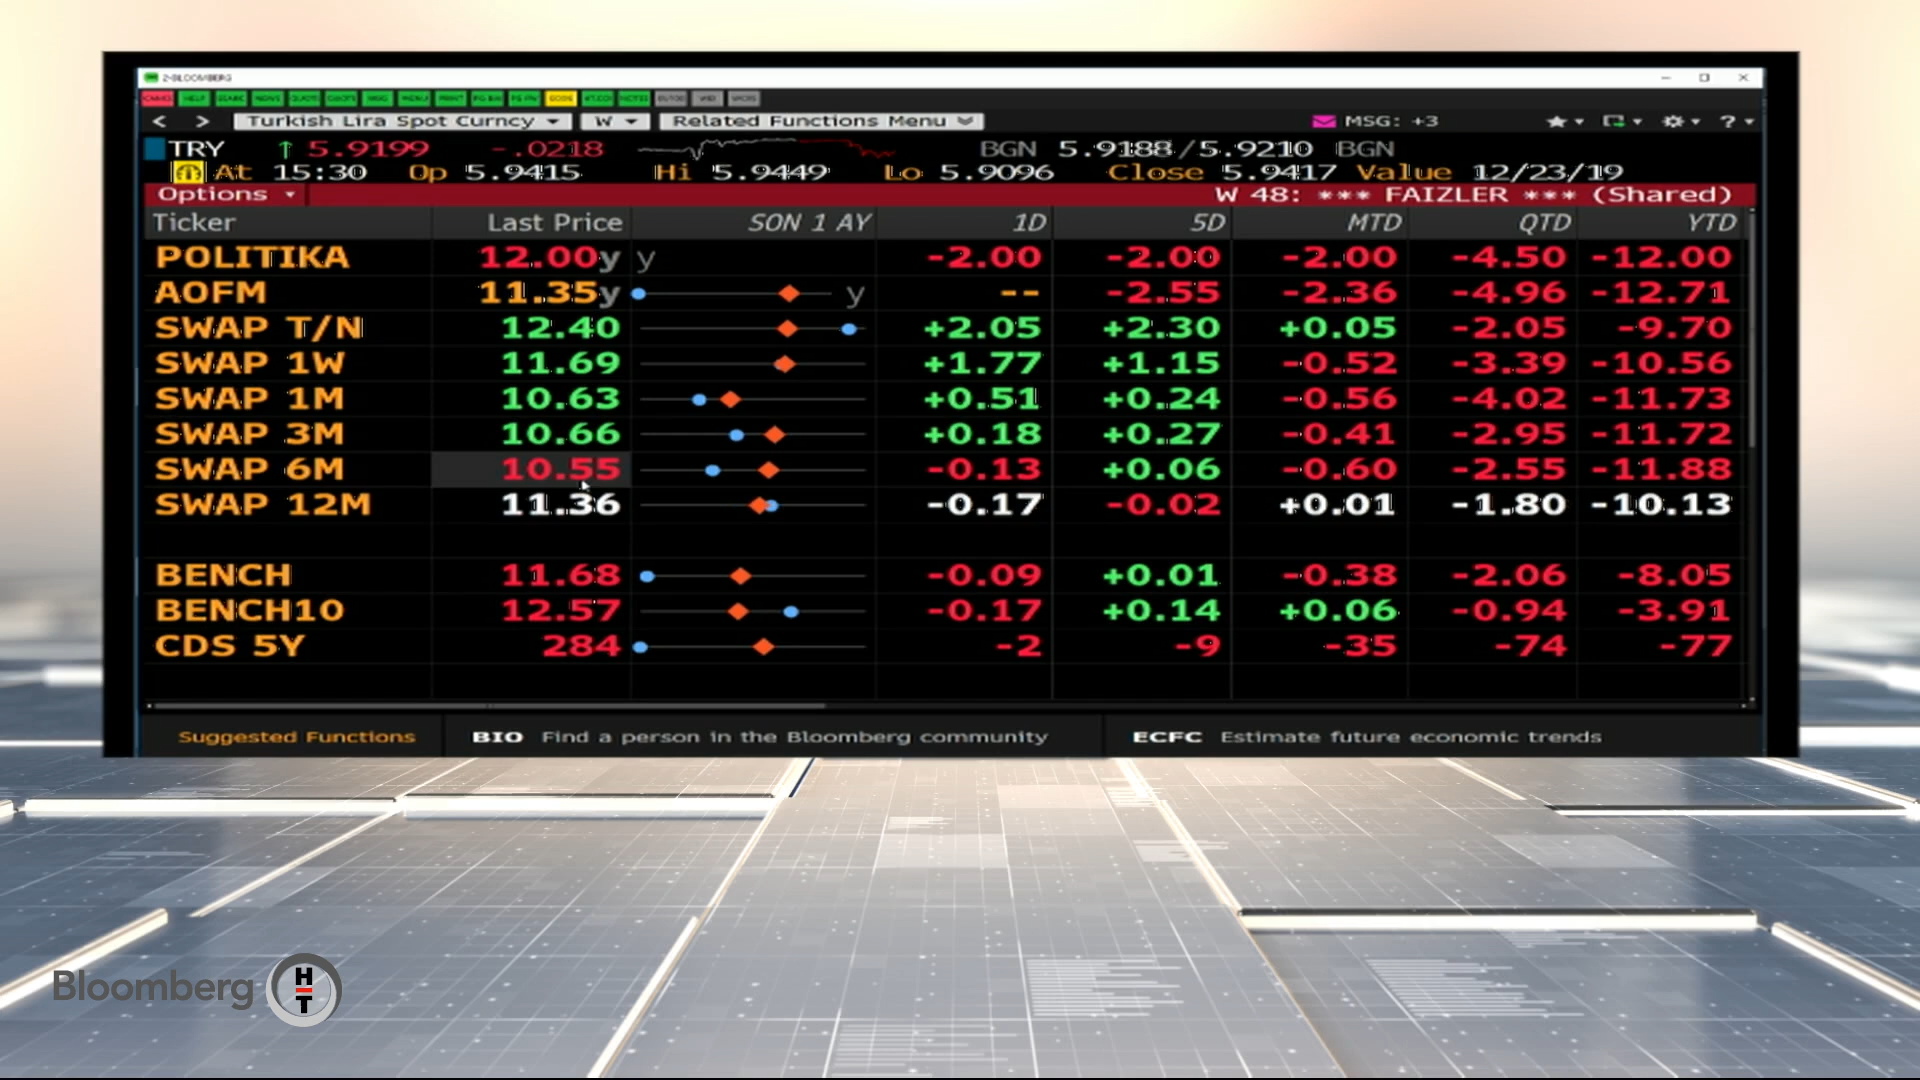 2-BLOOMBERG
Turkish Lira Spot Curncy W Related Functions Menu MSG: +3 ?
TRY ↑ 5.9199 -.0218 BGN 5.9188/5.9210 BGN
At 15:30 Op 5.9415 Hi 5.9449 Lo 5.9096 Close 5.9417 Value 12/23/19
Options W 48: *** FAIZLER *** (Shared)
Ticker Last Price SON 1 AY 1D 5D MTD QTD YTD
POLITIKA 12.00y y -2.00 -2.00 -2.00 -4.50 -12.00
AOFM 11.35y y -- -2.55 -2.36 -4.96 -12.71
SWAP T/N 12.40 +2.05 +2.30 +0.05 -2.05 -9.70
SWAP 1W 11.69 +1.77 +1.15 -0.52 -3.39 -10.56
SWAP 1M 10.63 +0.51 +0.24 -0.56 -4.02 -11.73
SWAP 3M 10.66 +0.18 +0.27 -0.41 -2.95 -11.72
SWAP 6M 10.55 -0.13 +0.06 -0.60 -2.55 -11.88
SWAP 12M 11.36 -0.17 -0.02 +0.01 -1.80 -10.13
BENCH 11.68 -0.09 +0.01 -0.38 -2.06 -8.05
BENCH10 12.57 -0.17 +0.14 +0.06 -0.94 -3.91
CDS 5Y 284 -2 -9 -35 -74 -77
Suggested Functions BIO Find a person in the Bloomberg community ECFC Estimate future economic trends
Bloomberg HT